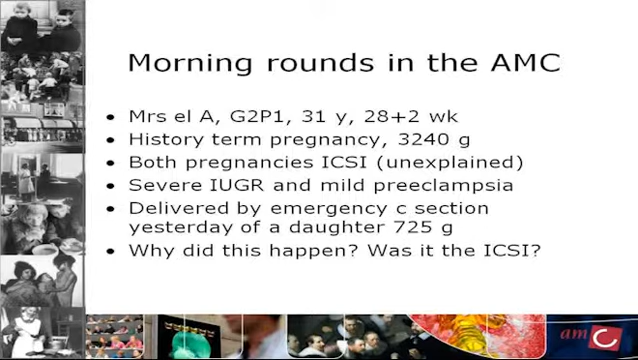 Morning rounds in the AMC
• Mrs el A, G2P1, 31 y, 28+2 wk
• History term pregnancy, 3240 g
• Both pregnancies ICSI (unexplained)
• Severe IUGR and mild preeclampsia
• Delivered by emergency c section
yesterday of a daughter 725 g
• Why did this happen? Was it the ICSI?
amC